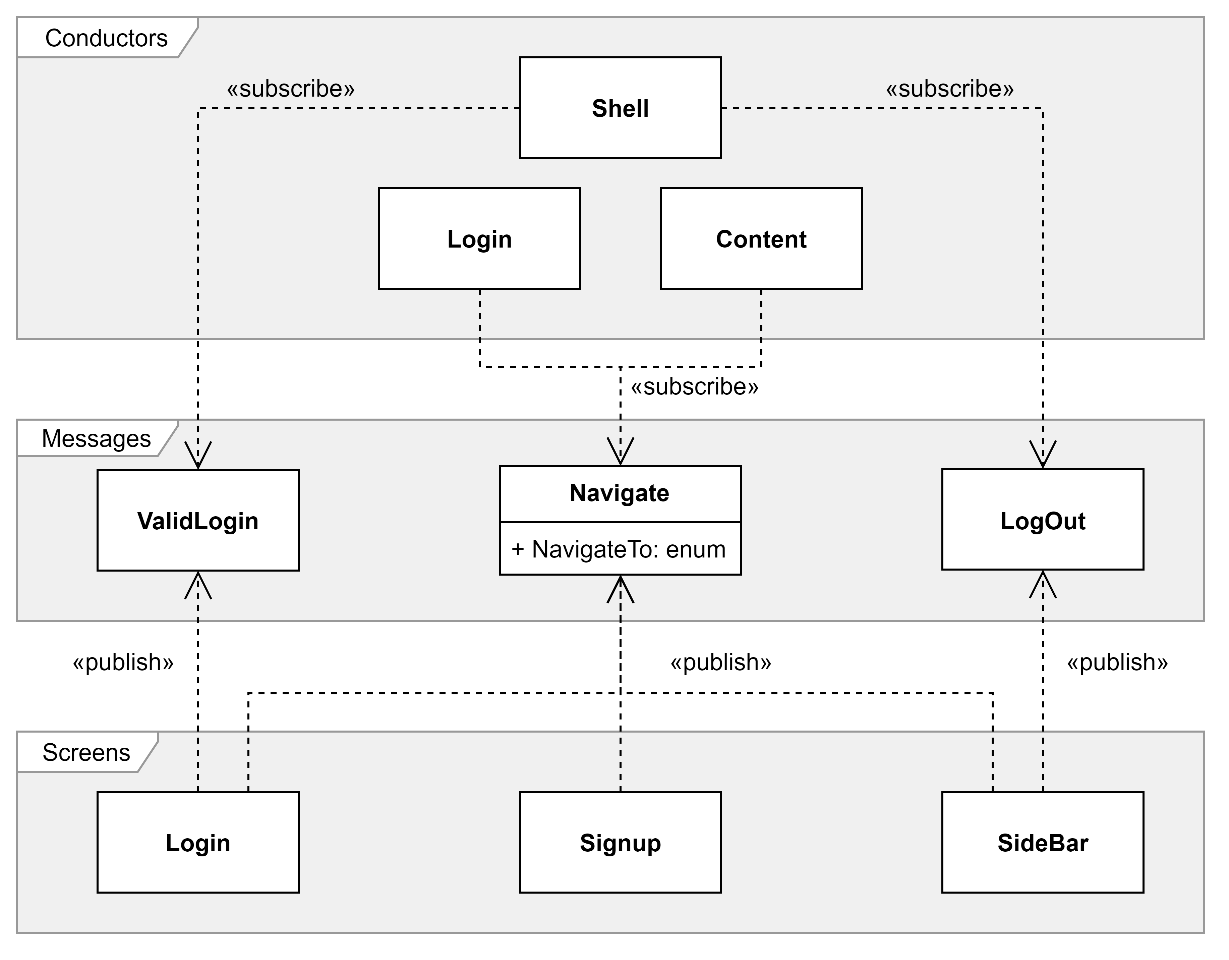 Conductors
«subscribe»
«subscribe»
Shell
Login
Content
«subscribe»
Messages
ValidLogin
Navigate
+ NavigateTo: enum
LogOut
«publish»
«publish»
«publish»
Screens
Login
Signup
SideBar